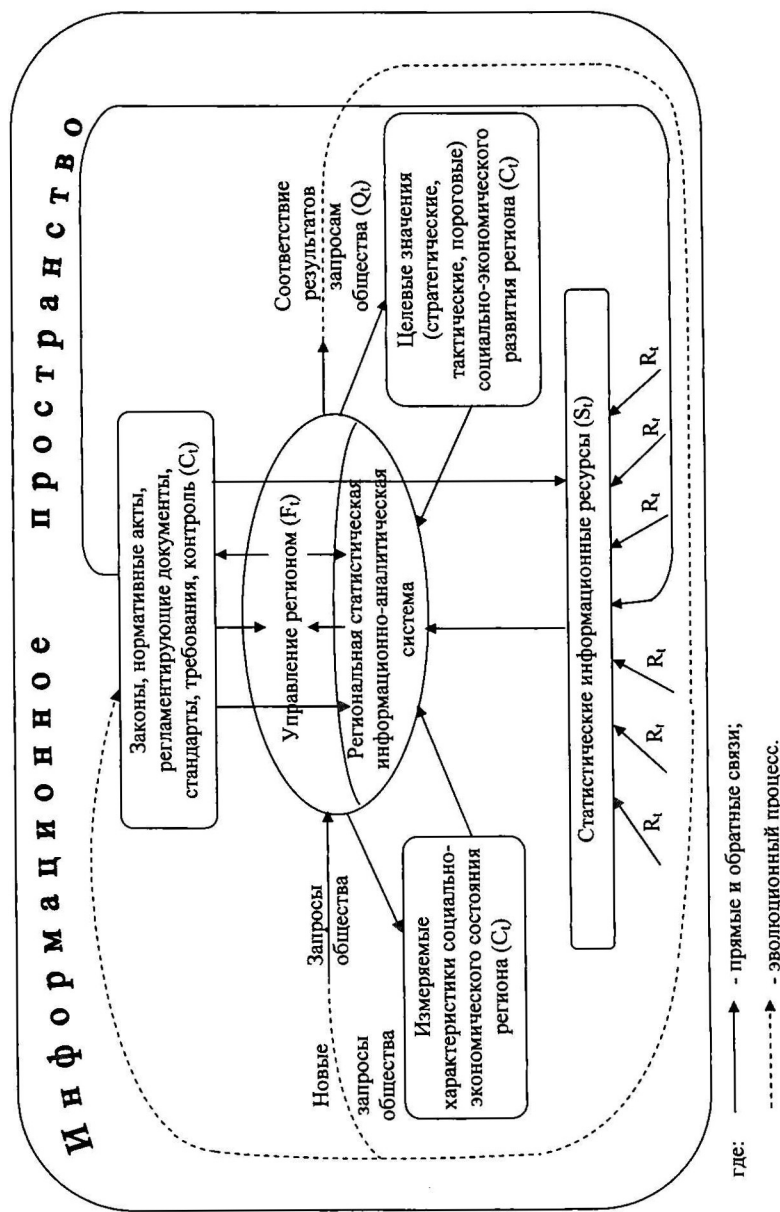 Информационное пространство
Законы, нормативные акты,
регламентирующие документы,
стандарты, требования, контроль (Ct)
Новые
запросы
общества
Запросы
общества
Управление регионом (Ft)
Региональная статистическая
информационно-аналитическая
система
Соответствие
результатов
запросам
общества (Qt)
Измеряемые
характеристики социально-
экономического состояния
региона (Ct)
Целевые значения
(стратегические,
тактические, пороговые)
социально-экономического
развития региона (Ct)
Статистические информационные ресурсы (St)
Rt
Rt
Rt
Rt
Rt
Rt
где:
- прямые и обратные связи;
- эволюционный процесс.